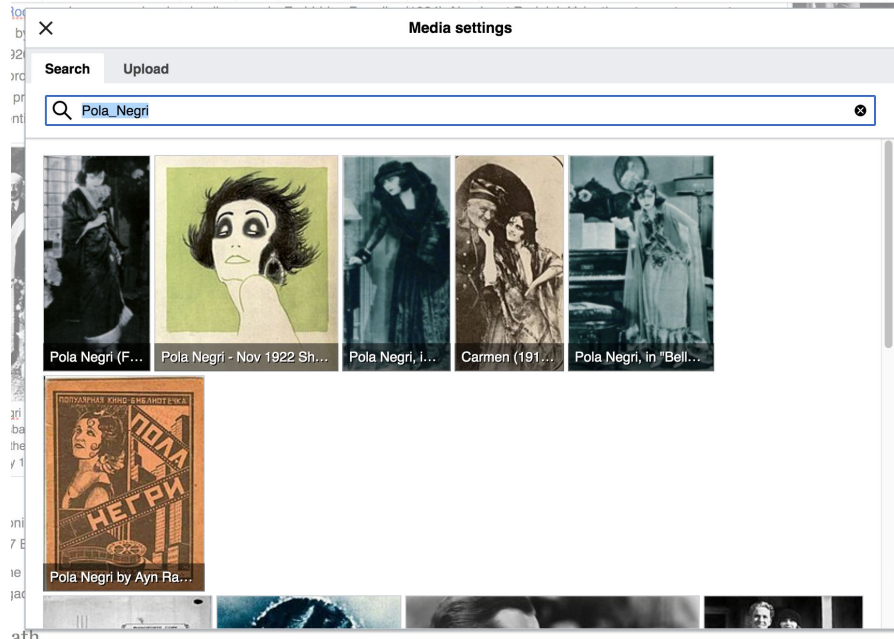 Media settings
Search
Upload
Pola_Negri
Pola Negri (F...
Pola Negri - Nov 1922 Sh...
Pola Negri, i...
Carmen (191...
Pola Negri, in "Bell...
ПОПУЛЯРНАЯ КИНО-БИБЛИОТЕЧКА
ПОЛА
НЕГРИ
Pola Negri by Ayn Ra...